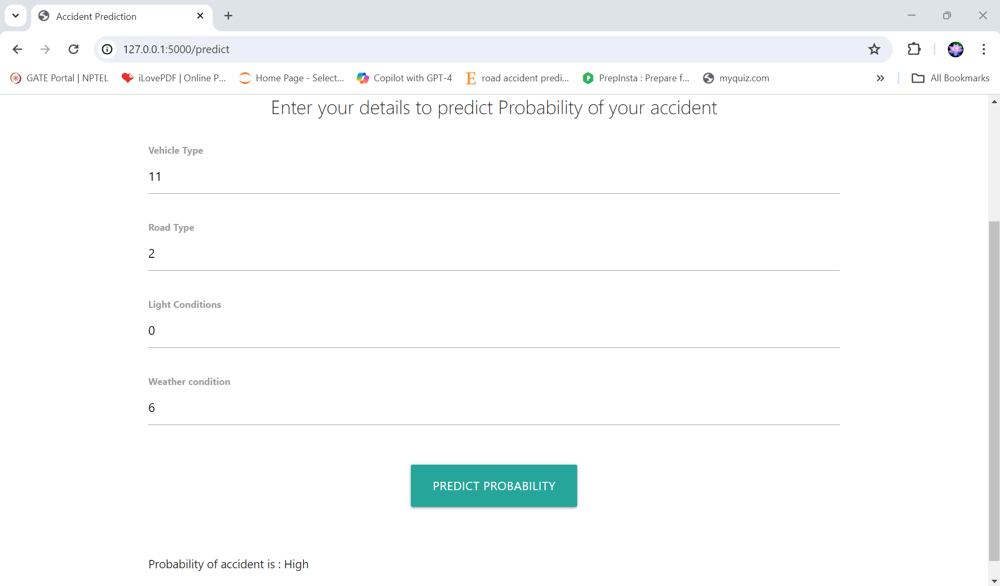 Accident Prediction
127.0.0.1:5000/predict
GATE Portal | NPTEL iLovePDF | Online P... Home Page - Select... Copilot with GPT-4 road accident predi... PrepInsta : Prepare f... myquiz.com All Bookmarks
Enter your details to predict Probability of your accident
Vehicle Type
11
Road Type
2
Light Conditions
0
Weather condition
6
PREDICT PROBABILITY
Probability of accident is : High